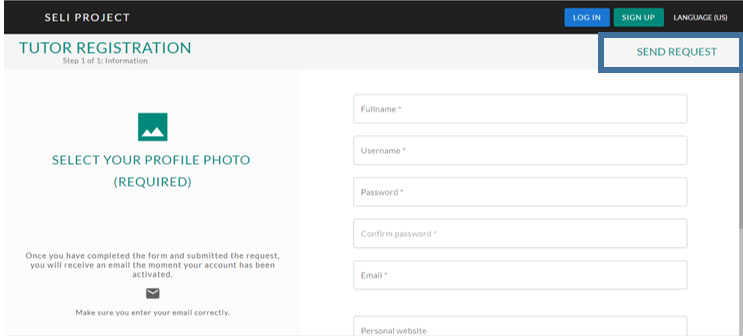 SELI PROJECT
LOG IN
SIGN UP
LANGUAGE (US)
TUTOR REGISTRATION
Step 1 of 1: Information
SEND REQUEST
SELECT YOUR PROFILE PHOTO
(REQUIRED)
Once you have completed the form and submitted the request,
you will receive an email the moment your account has been
activated.
Make sure you enter your email correctly.
Fullname *
Username *
Password *
Confirm password *
Email *
Personal website